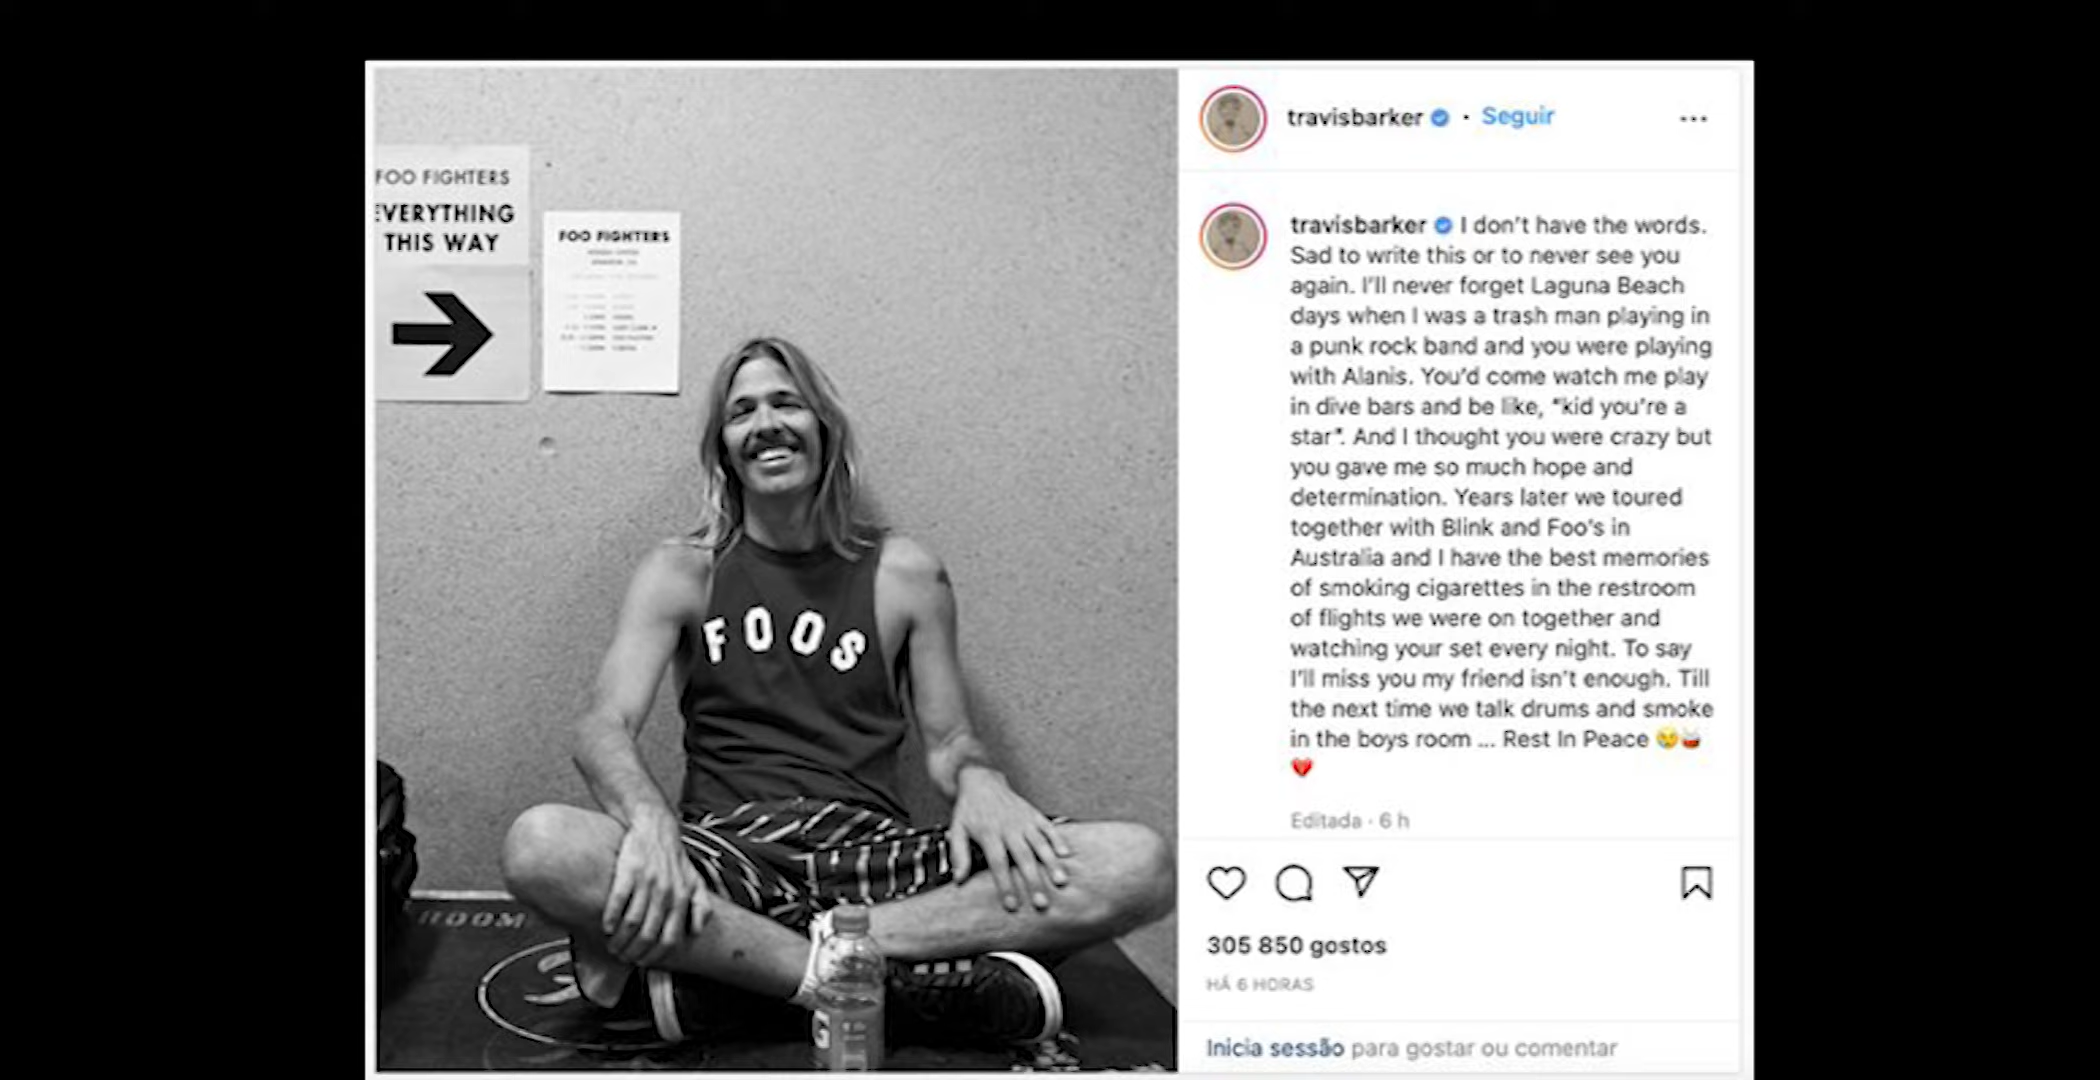 FOO FIGHTERS
EVERYTHING
THIS WAY
FOO FIGHTERS
FOOS
ROOM
G
travisbarker • Seguir
travisbarker I don't have the words.
Sad to write this or to never see you
again. I'll never forget Laguna Beach
days when I was a trash man playing in
a punk rock band and you were playing
with Alanis. You'd come watch me play
in dive bars and be like, "kid you're a
star". And I thought you were crazy but
you gave me so much hope and
determination. Years later we toured
together with Blink and Foo's in
Australia and I have the best memories
of smoking cigarettes in the restroom
of flights we were on together and
watching your set every night. To say
I'll miss you my friend isn't enough. Till
the next time we talk drums and smoke
in the boys room ... Rest In Peace 😢🥁
💔
Editada · 6 h
305 850 gostos
HÁ 6 HORAS
Inicia sessão para gostar ou comentar